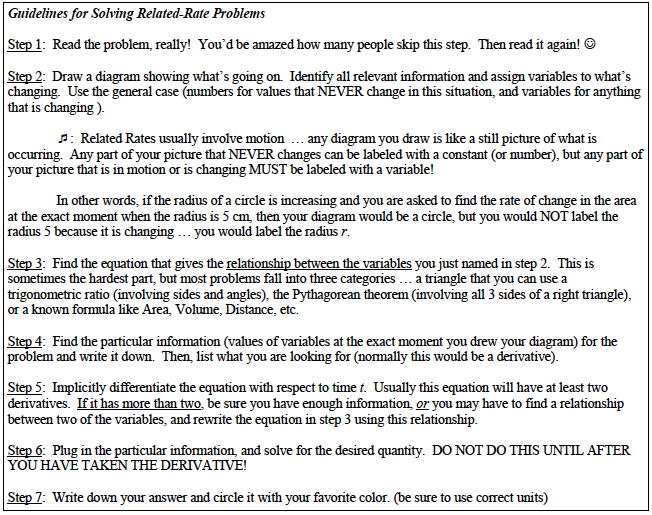 Guidelines for Solving Related-Rate Problems
Step 1: Read the problem, really! You'd be amazed how many people skip this step. Then read it again! ☺
Step 2: Draw a diagram showing what's going on. Identify all relevant information and assign variables to what's
changing. Use the general case (numbers for values that NEVER change in this situation, and variables for anything
that is changing ).
♬: Related Rates usually involve motion … any diagram you draw is like a still picture of what is
occurring. Any part of your picture that NEVER changes can be labeled with a constant (or number), but any part of
your picture that is in motion or is changing MUST be labeled with a variable!
In other words, if the radius of a circle is increasing and you are asked to find the rate of change in the area
at the exact moment when the radius is 5 cm, then your diagram would be a circle, but you would NOT label the
radius 5 because it is changing … you would label the radius r.
Step 3: Find the equation that gives the relationship between the variables you just named in step 2. This is
sometimes the hardest part, but most problems fall into three categories … a triangle that you can use a
trigonometric ratio (involving sides and angles), the Pythagorean theorem (involving all 3 sides of a right triangle),
or a known formula like Area, Volume, Distance, etc.
Step 4: Find the particular information (values of variables at the exact moment you drew your diagram) for the
problem and write it down. Then, list what you are looking for (normally this would be a derivative).
Step 5: Implicitly differentiate the equation with respect to time t. Usually this equation will have at least two
derivatives. If it has more than two, be sure you have enough information, or you may have to find a relationship
between two of the variables, and rewrite the equation in step 3 using this relationship.
Step 6: Plug in the particular information, and solve for the desired quantity. DO NOT DO THIS UNTIL AFTER
YOU HAVE TAKEN THE DERIVATIVE!
Step 7: Write down your answer and circle it with your favorite color. (be sure to use correct units)